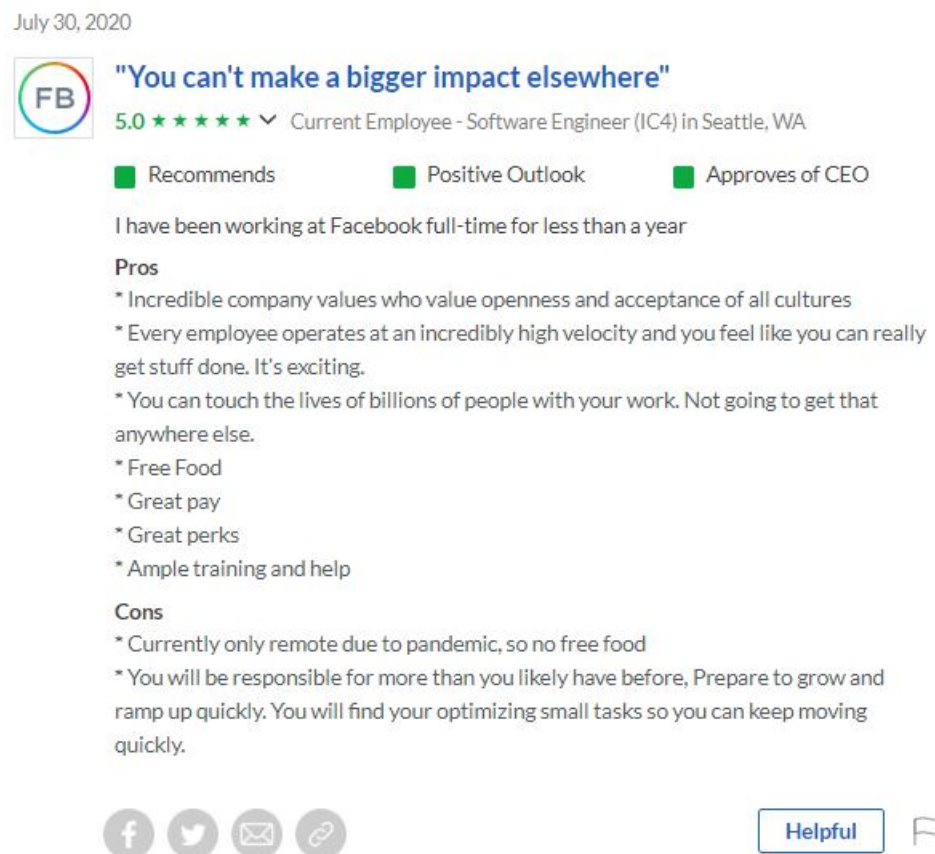 July 30, 2020
FB
"You can't make a bigger impact elsewhere"
5.0 ★★★★★ Current Employee - Software Engineer (IC4) in Seattle, WA
Recommends Positive Outlook Approves of CEO
I have been working at Facebook full-time for less than a year
Pros
* Incredible company values who value openness and acceptance of all cultures
* Every employee operates at an incredibly high velocity and you feel like you can really
get stuff done. It's exciting.
* You can touch the lives of billions of people with your work. Not going to get that
anywhere else.
* Free Food
* Great pay
* Great perks
* Ample training and help
Cons
* Currently only remote due to pandemic, so no free food
* You will be responsible for more than you likely have before, Prepare to grow and
ramp up quickly. You will find your optimizing small tasks so you can keep moving
quickly.
Helpful